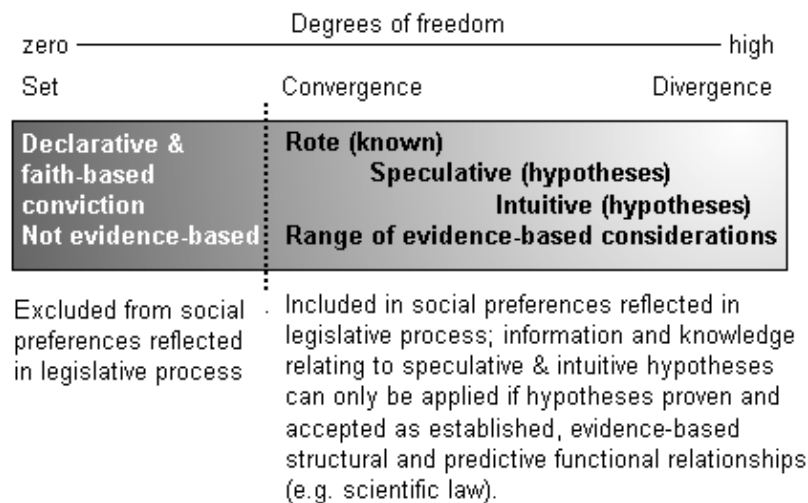 Degrees of freedom
zero high
Set Convergence Divergence
Declarative &
faith-based
conviction
Not evidence-based
Rote (known)
Speculative (hypotheses)
Intuitive (hypotheses)
Range of evidence-based considerations
Excluded from social
preferences reflected
in legislative process
Included in social preferences reflected in
legislative process; information and knowledge
relating to speculative & intuitive hypotheses
can only be applied if hypotheses proven and
accepted as established, evidence-based
structural and predictive functional relationships
(e.g. scientific law).